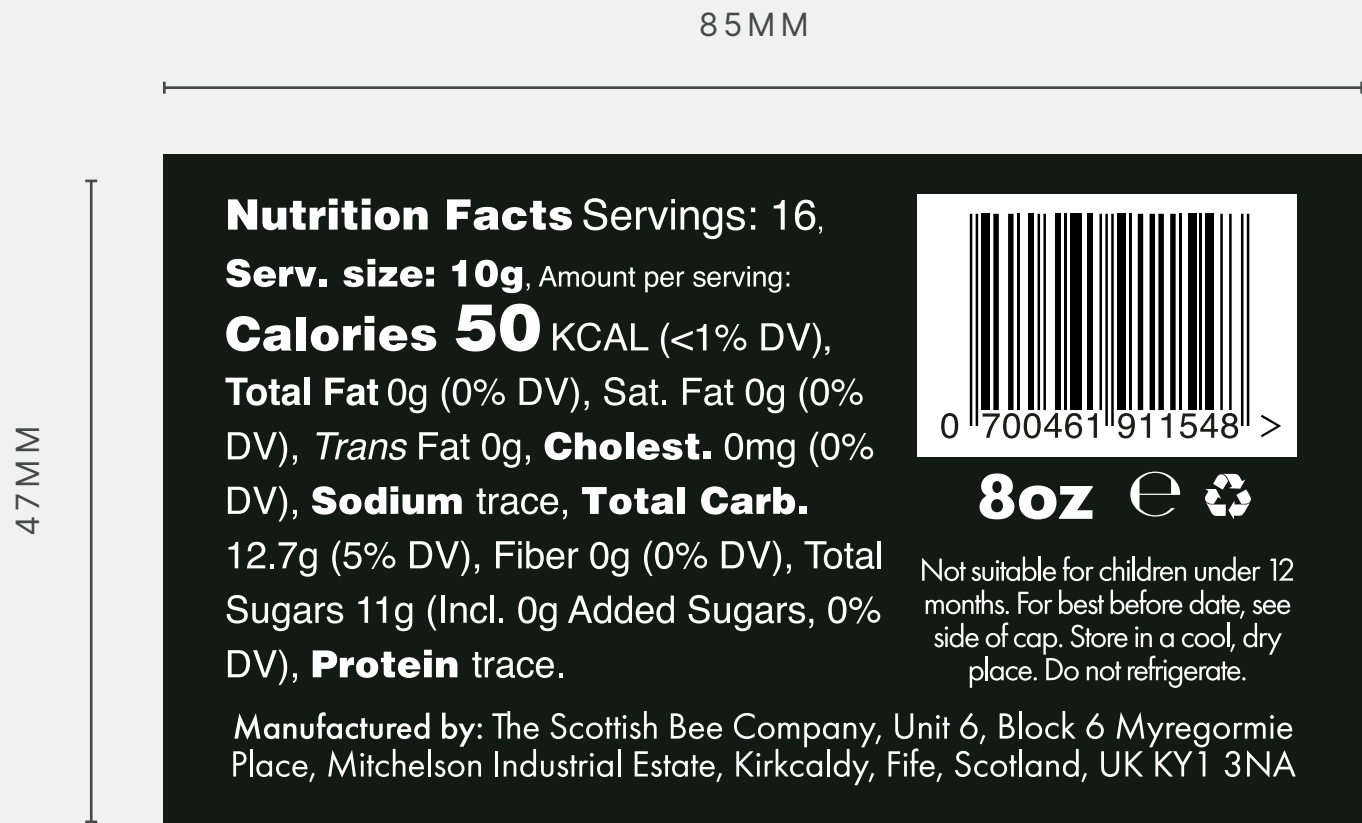 85MM
47MM
Nutrition Facts Servings: 16,
Serv. size: 10g, Amount per serving:
Calories 50 KCAL (<1% DV),
Total Fat 0g (0% DV), Sat. Fat 0g (0%
DV), Trans Fat 0g, Cholest. 0mg (0%
DV), Sodium trace, Total Carb.
12.7g (5% DV), Fiber 0g (0% DV), Total
Sugars 11g (Incl. 0g Added Sugars, 0%
DV), Protein trace.
0 700461 911548 >
8oz ℮
Not suitable for children under 12
months. For best before date, see
side of cap. Store in a cool, dry
place. Do not refrigerate.
Manufactured by: The Scottish Bee Company, Unit 6, Block 6 Myregormie
Place, Mitchelson Industrial Estate, Kirkcaldy, Fife, Scotland, UK KY1 3NA